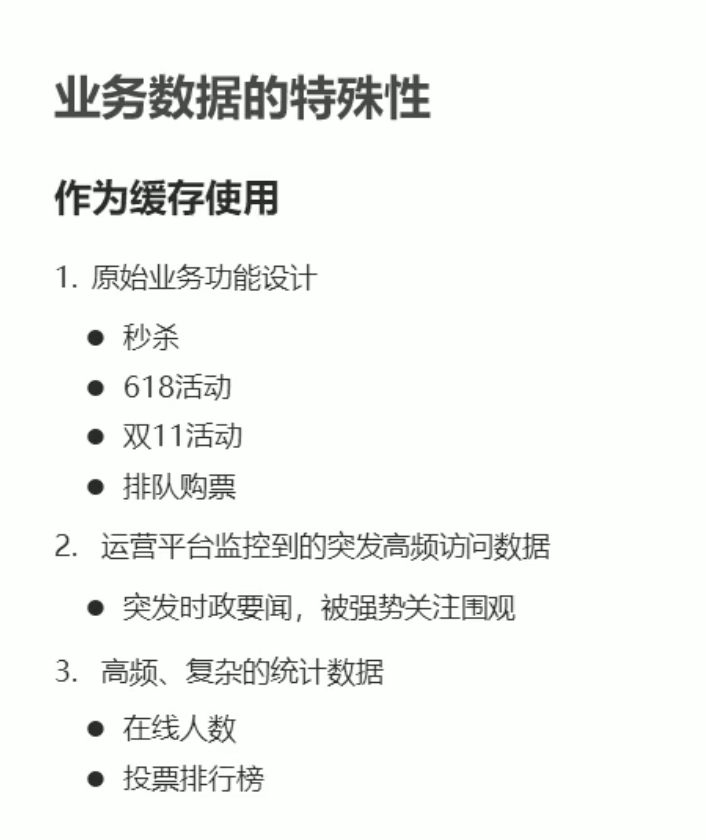 业务数据的特殊性
作为缓存使用
1. 原始业务功能设计
● 秒杀
● 618活动
● 双11活动
● 排队购票
2. 运营平台监控到的突发高频访问数据
● 突发时政要闻，被强势关注围观
3. 高频、复杂的统计数据
● 在线人数
● 投票排行榜